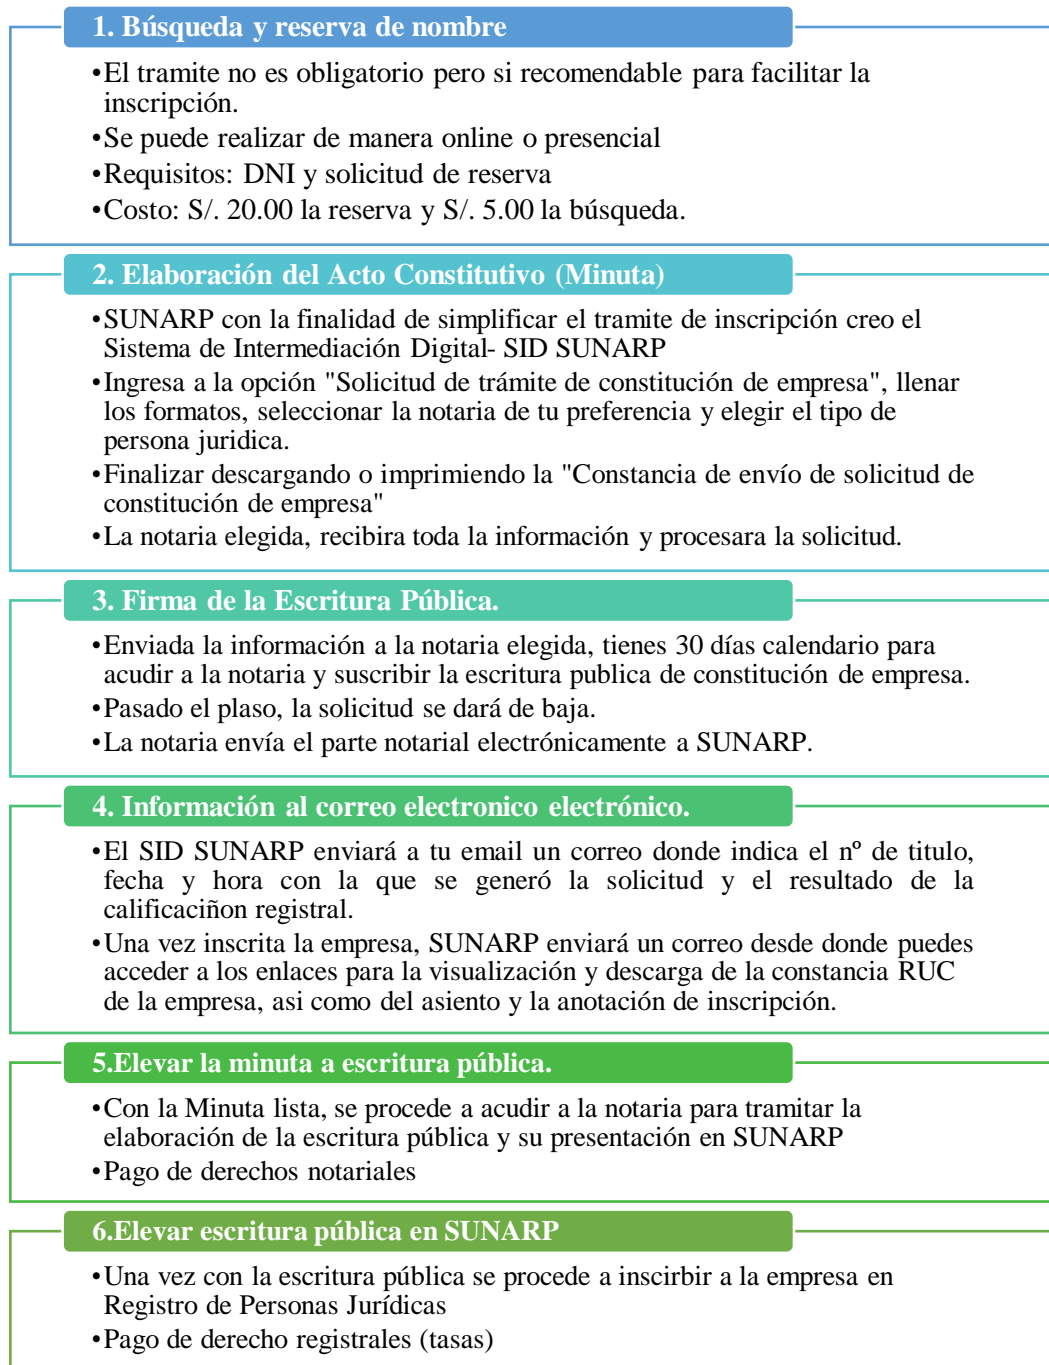 1. Búsqueda y reserva de nombre
•El tramite no es obligatorio pero si recomendable para facilitar la
inscripción.
•Se puede realizar de manera online o presencial
•Requisitos: DNI y solicitud de reserva
•Costo: S/. 20.00 la reserva y S/. 5.00 la búsqueda.
2. Elaboración del Acto Constitutivo (Minuta)
•SUNARP con la finalidad de simplificar el tramite de inscripción creo el
Sistema de Intermediación Digital- SID SUNARP
•Ingresa a la opción "Solicitud de trámite de constitución de empresa", llenar
los formatos, seleccionar la notaria de tu preferencia y elegir el tipo de
persona juridica.
•Finalizar descargando o imprimiendo la "Constancia de envío de solicitud de
constitución de empresa"
•La notaria elegida, recibira toda la información y procesara la solicitud.
3. Firma de la Escritura Pública.
•Enviada la información a la notaria elegida, tienes 30 días calendario para
acudir a la notaria y suscribir la escritura publica de constitución de empresa.
•Pasado el plaso, la solicitud se dará de baja.
•La notaria envía el parte notarial electrónicamente a SUNARP.
4. Información al correo electronico electrónico.
•El SID SUNARP enviará a tu email un correo donde indica el nº de titulo,
fecha y hora con la que se generó la solicitud y el resultado de la
calificaciñon registral.
•Una vez inscrita la empresa, SUNARP enviará un correo desde donde puedes
acceder a los enlaces para la visualización y descarga de la constancia RUC
de la empresa, asi como del asiento y la anotación de inscripción.
5.Elevar la minuta a escritura pública.
•Con la Minuta lista, se procede a acudir a la notaria para tramitar la
elaboración de la escritura pública y su presentación en SUNARP
•Pago de derechos notariales
6.Elevar escritura pública en SUNARP
•Una vez con la escritura pública se procede a inscirbir a la empresa en
Registro de Personas Jurídicas
•Pago de derecho registrales (tasas)